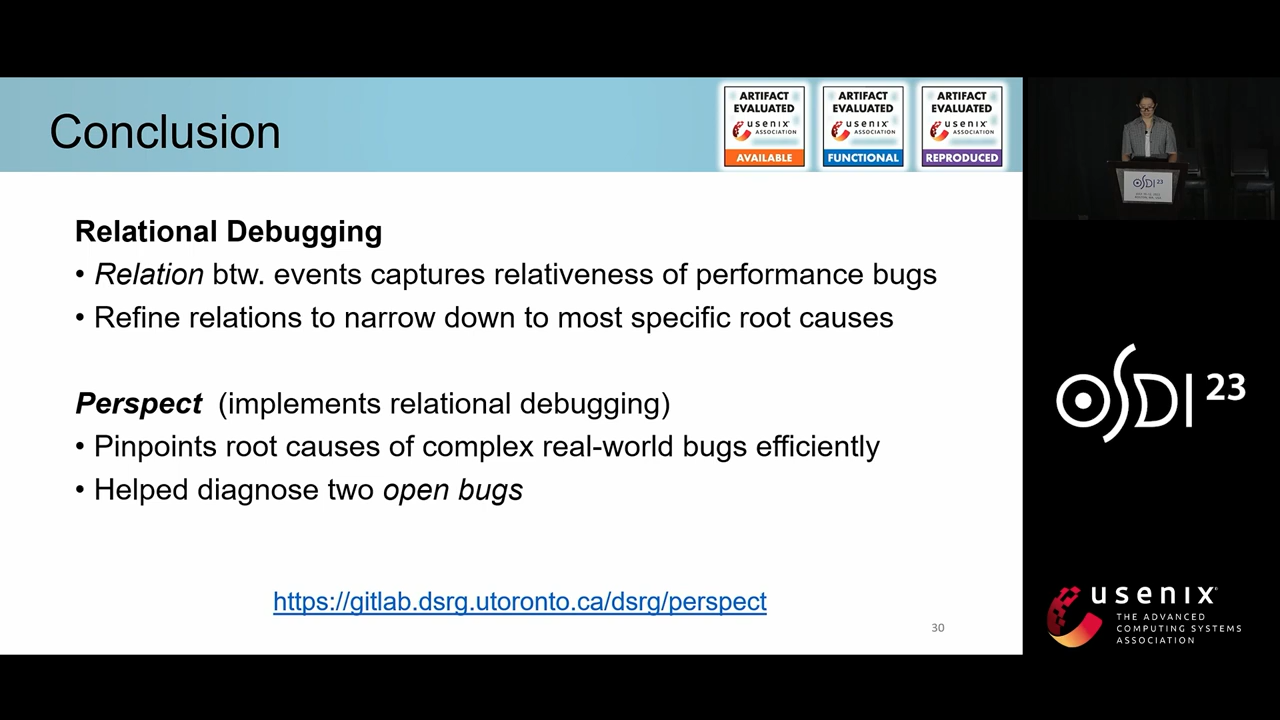 Conclusion
ARTIFACT
EVALUATED
usenix
ASSOCIATION
AVAILABLE
ARTIFACT
EVALUATED
usenix
ASSOCIATION
FUNCTIONAL
ARTIFACT
EVALUATED
usenix
ASSOCIATION
REPRODUCED
Relational Debugging
• Relation btw. events captures relativeness of performance bugs
• Refine relations to narrow down to most specific root causes
Perspect (implements relational debugging)
• Pinpoints root causes of complex real-world bugs efficiently
• Helped diagnose two open bugs
https://gitlab.dsrg.utoronto.ca/dsrg/perspect
30
OSDI 23
OSDI 23
usenix
THE ADVANCED
COMPUTING SYSTEMS
ASSOCIATION